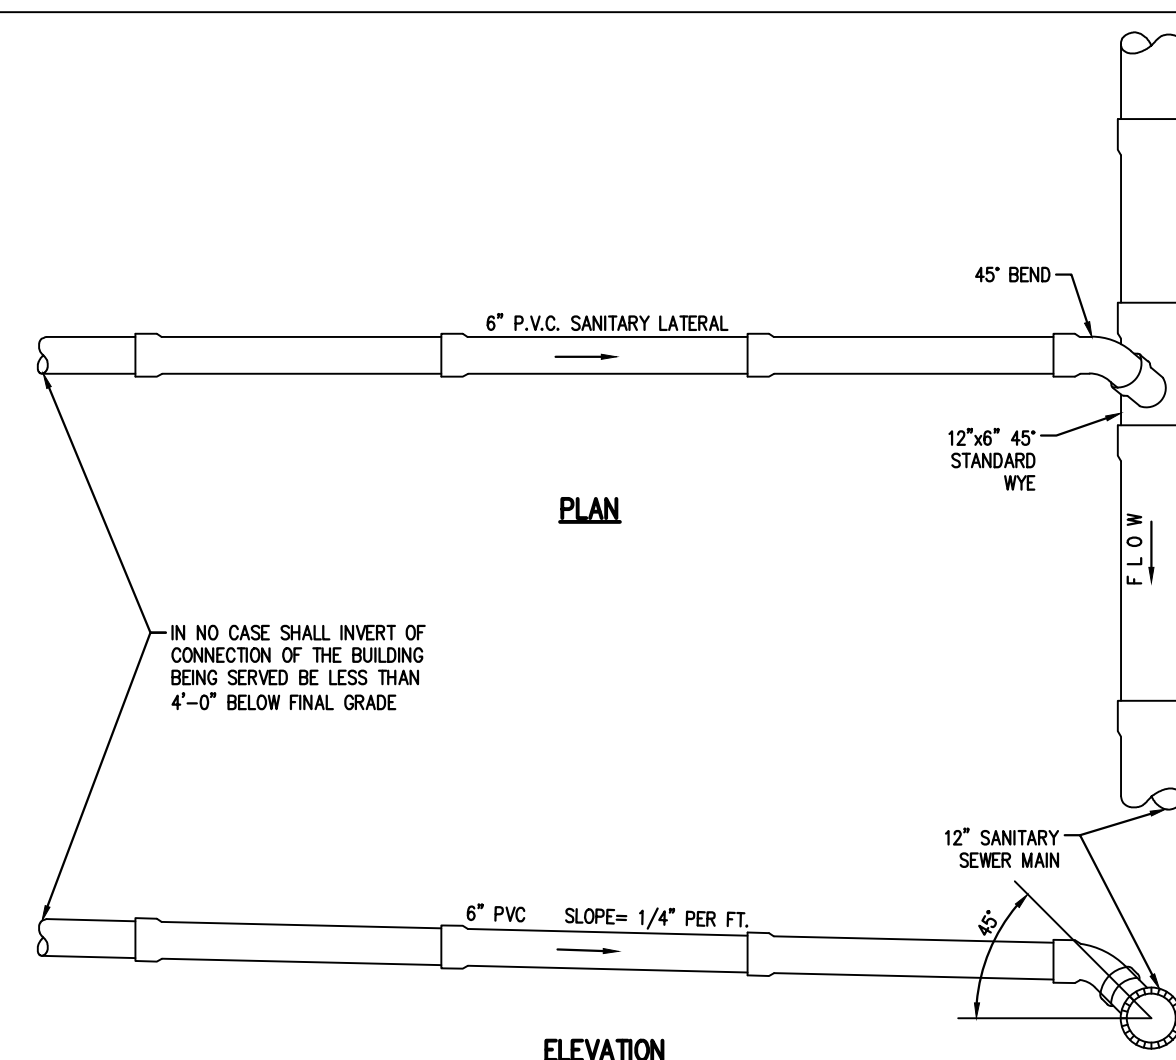 45° BEND
6" P.V.C. SANITARY LATERAL
12"x6" 45°
STANDARD
WYE
PLAN
FLOW
IN NO CASE SHALL INVERT OF
CONNECTION OF THE BUILDING
BEING SERVED BE LESS THAN
4'-0" BELOW FINAL GRADE
12" SANITARY
SEWER MAIN
6" PVC SLOPE= 1/4" PER FT.
45°
ELEVATION